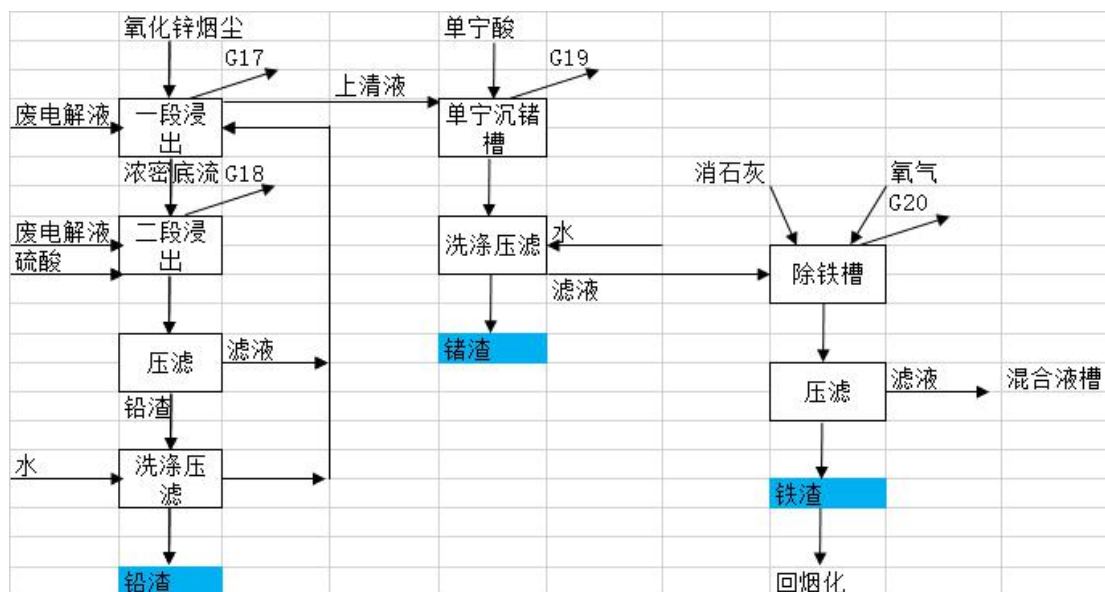 氧化锌烟尘
单宁酸
G17
G19
上清液
废电解液
一段浸
出
单宁沉锗
槽
浓密底流
G18
消石灰
氧气
G20
废电解液
二段浸
出
硫酸
洗涤压滤
水
除铁槽
滤液
压滤
滤液
锗渣
铅渣
压滤
滤液
混合液槽
水
洗涤压
滤
铁渣
铅渣
回烟化